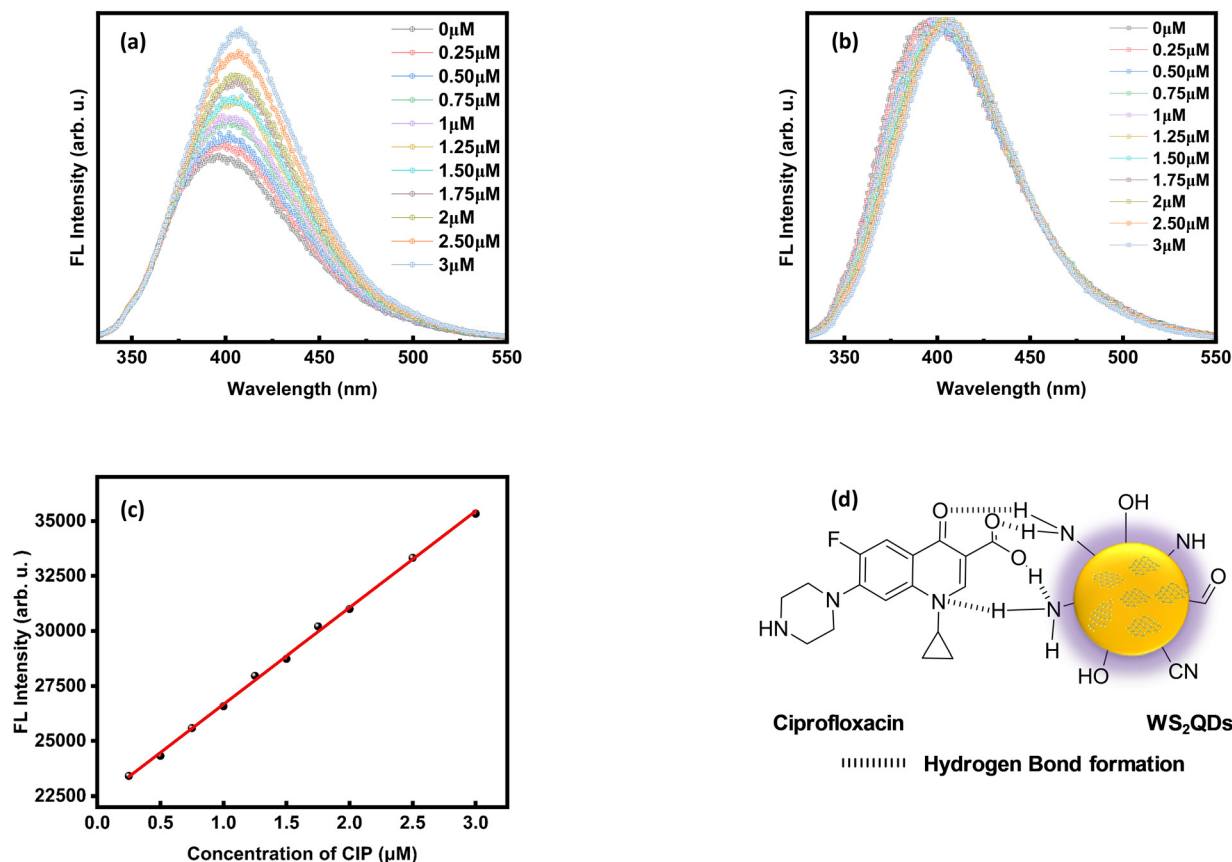 (a)
0μM
0.25μM
0.50μM
0.75μM
1μM
1.25μM
1.50μM
1.75μM
2μM
2.50μM
3μM
FL Intensity (arb. u.)
350 400 450 500 550
Wavelength (nm)
(b)
0μM
0.25μM
0.50μM
0.75μM
1μM
1.25μM
1.50μM
1.75μM
2μM
2.50μM
3μM
FL Intensity (arb. u.)
350 400 450 500 550
Wavelength (nm)
(c)
35000
32500
30000
27500
25000
22500
FL Intensity (arb. u. )
0.0 0.5 1.0 1.5 2.0 2.5 3.0
Concentration of CIP (μM)
(d)
O H O H N OH
F NH
O H O
N N H N
HN H
HO CN
Ciprofloxacin WS₂QDs
Hydrogen Bond formation